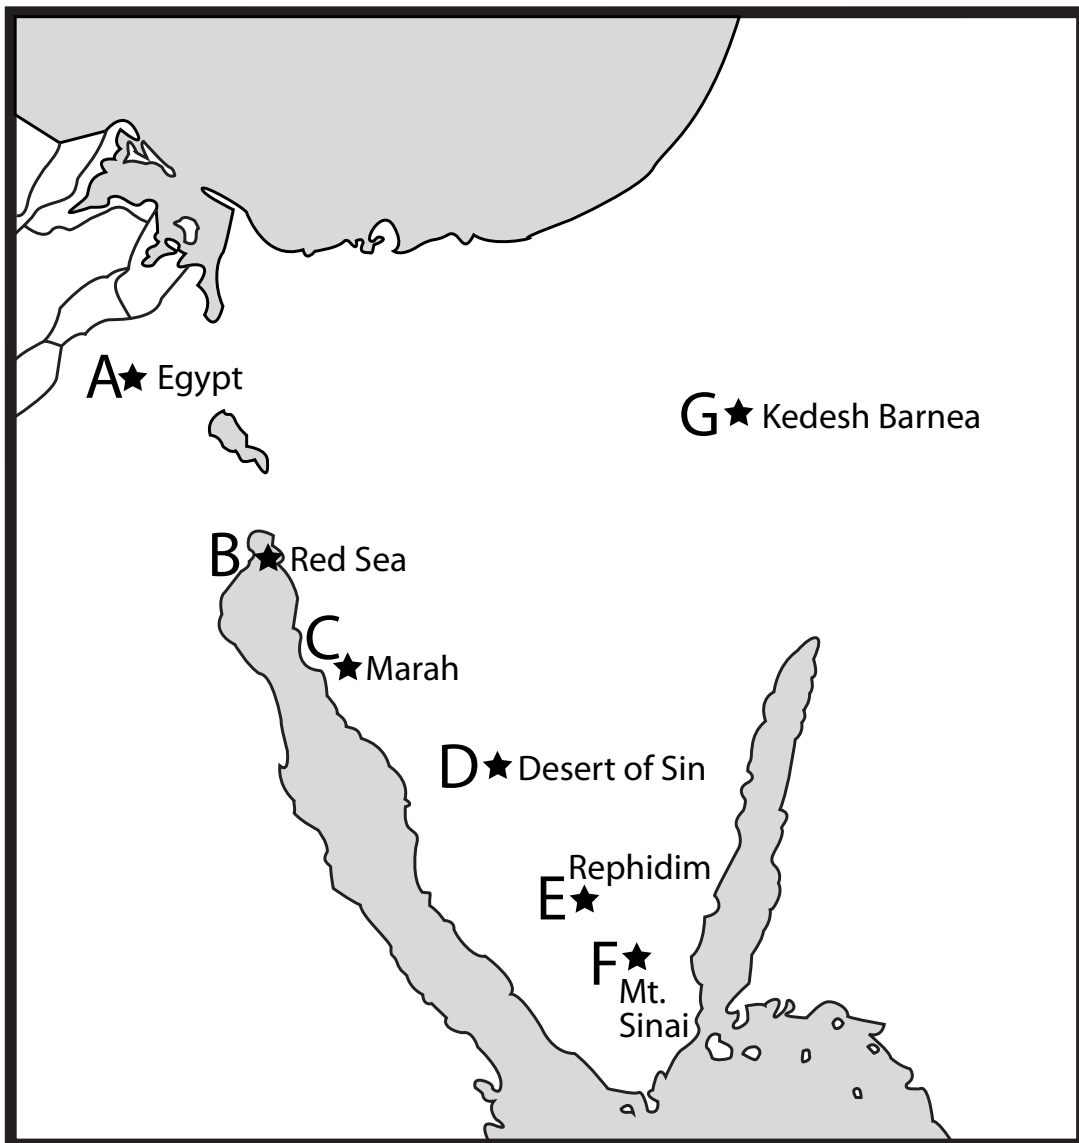 A Egypt
G Kedesh Barnea
B Red Sea
C
Marah
D Desert of Sin
Rephidim
E
F
Mt.
Sinai